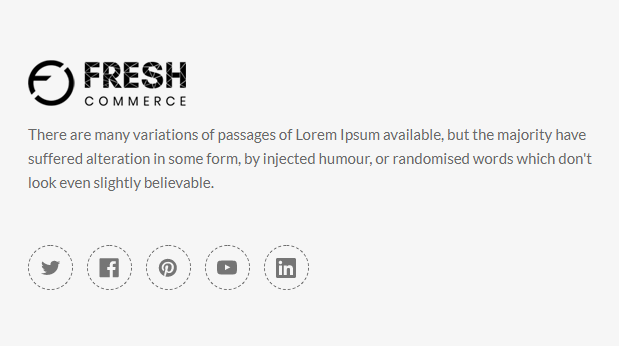 FRESH
COMMERCE
There are many variations of passages of Lorem Ipsum available, but the majority have
suffered alteration in some form, by injected humour, or randomised words which don't
look even slightly believable.